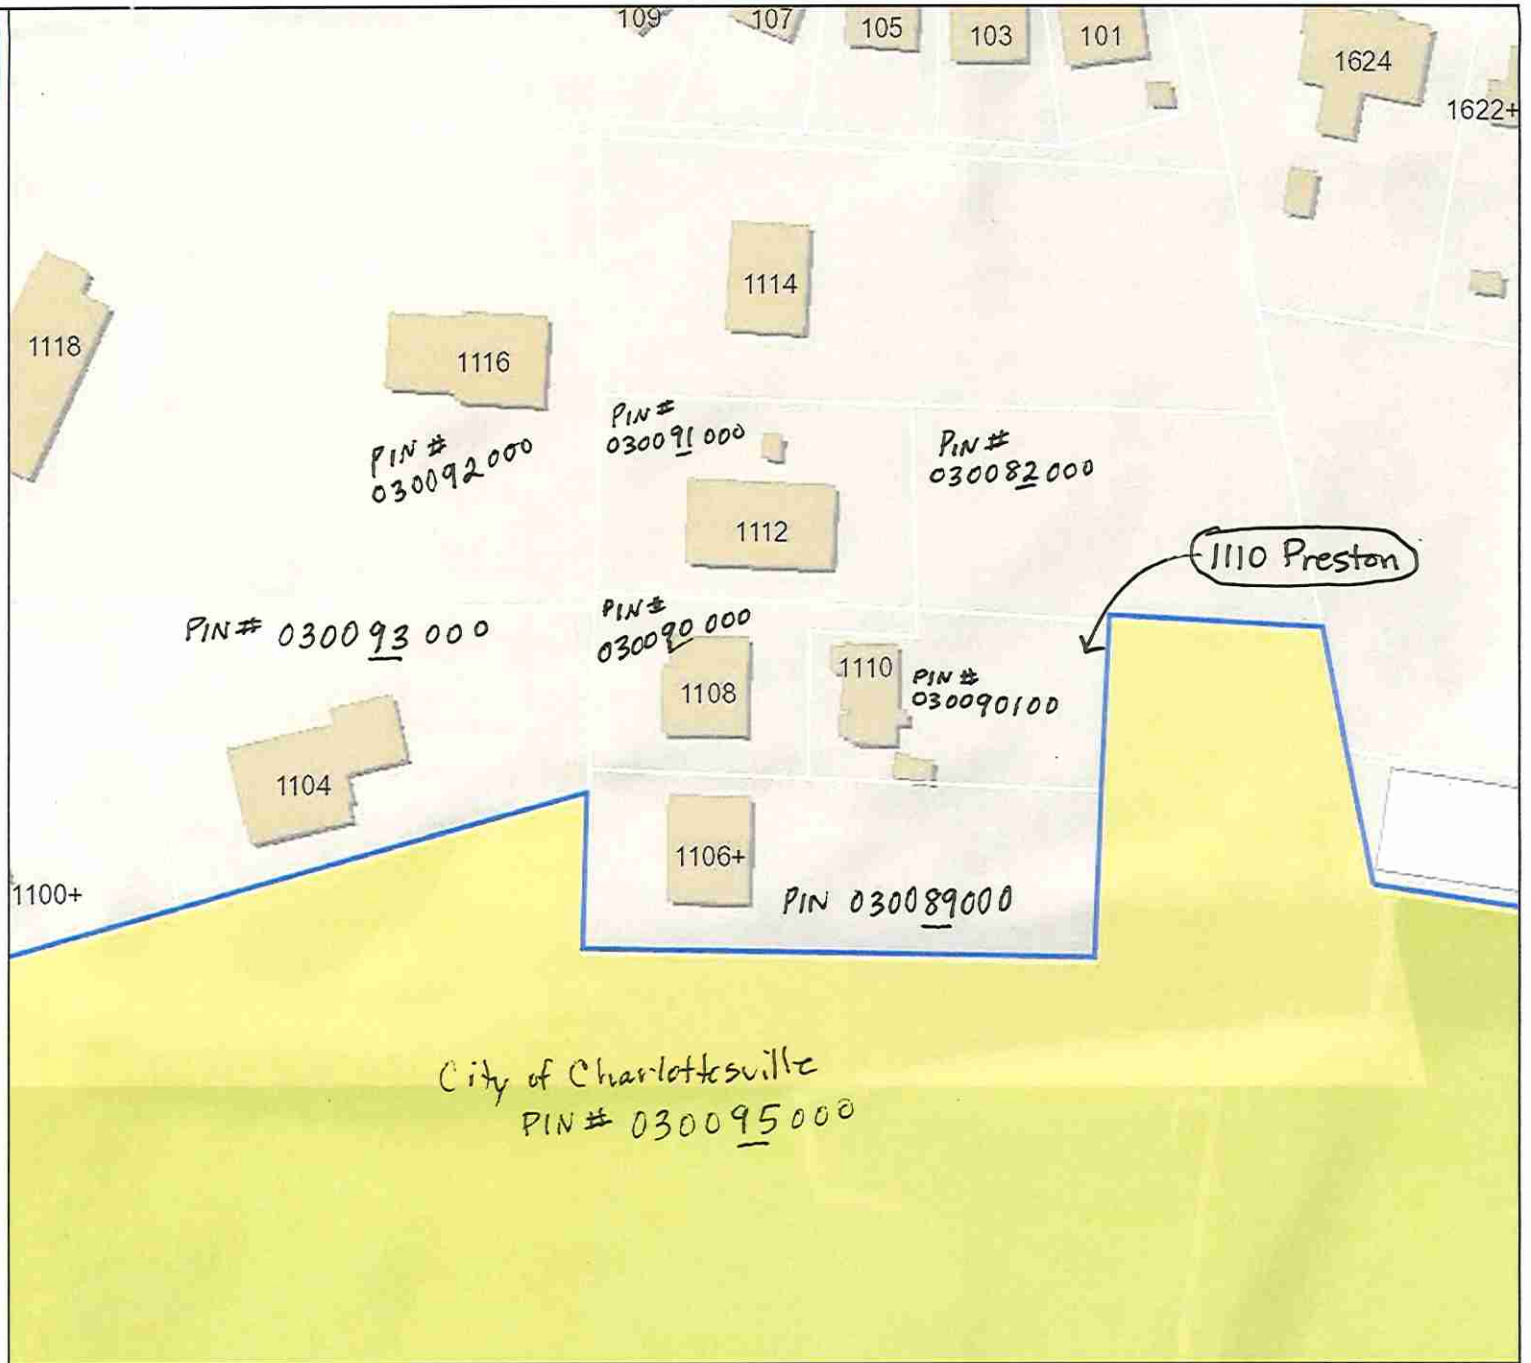 109
107
105
103
101
1624
1622+
1114
1118
1116
PIN #
030091000
PIN #
030092000
PIN #
030082000
1112
1110 Preston
PIN # 030093000
PIN #
030090000
1108
1110
PIN #
030090100
1104
1106+
1100+
PIN 030089000
City of Charlottesville
PIN # 030095000